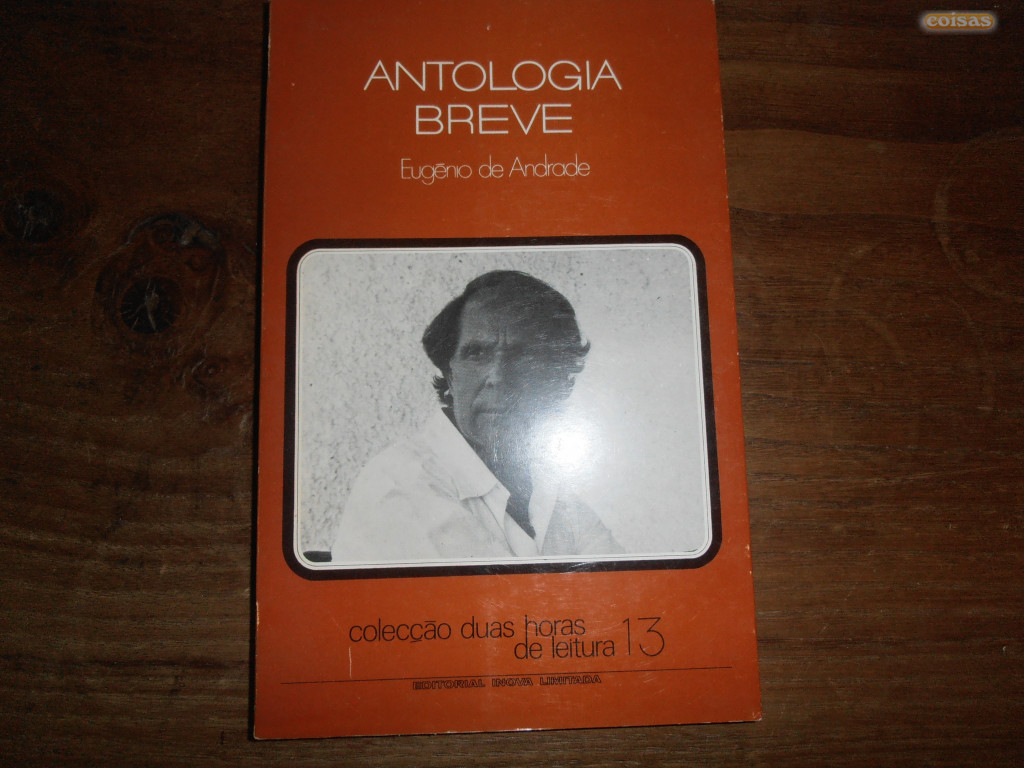 coisas
ANTOLOGIA
BREVE
Eugénio de Andrade
colecção duas horas
de leitura 13
EDITORIAL INOVA LIMITADA